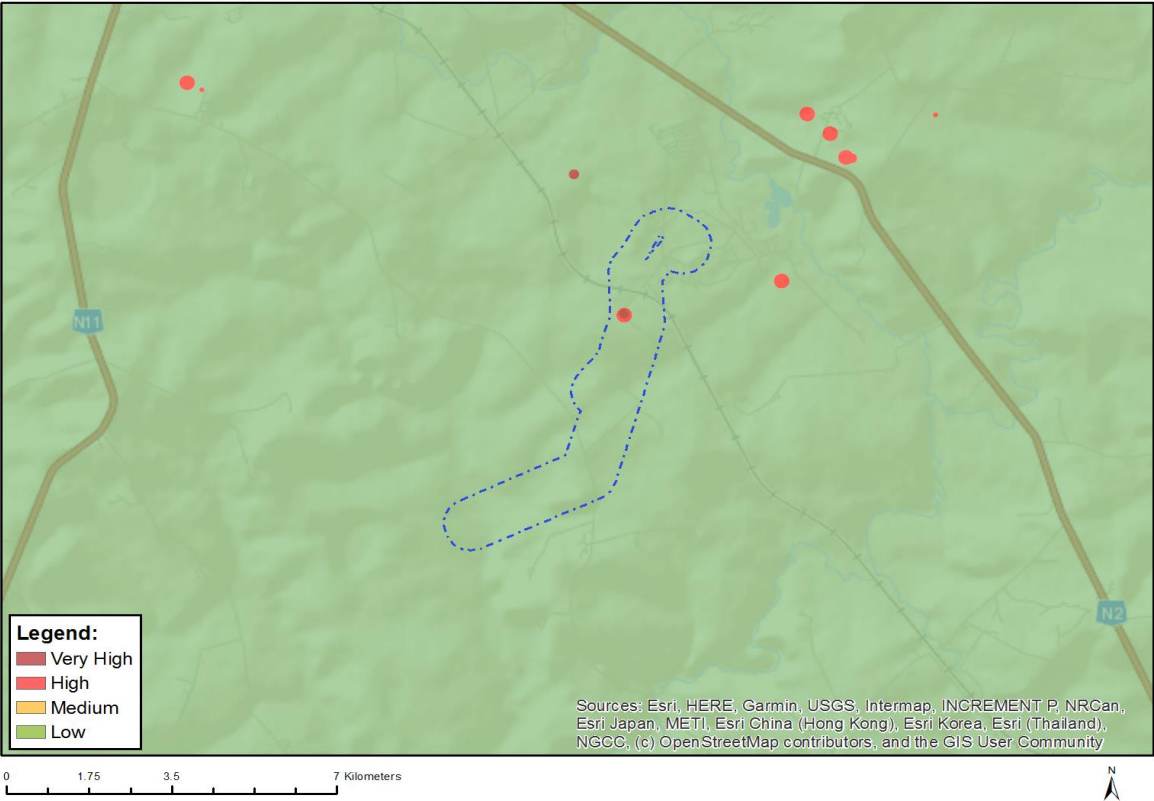 N11
N2
Legend:
Very High
High
Medium
Low
Sources: Esri, HERE, Garmin, USGS, Intermap, INCREMENT P, NRCan,
Esri Japan, METI, Esri China (Hong Kong), Esri Korea, Esri (Thailand),
NGCC, (c) OpenStreetMap contributors, and the GIS User Community
0 1.75 3.5 7 Kilometers
N